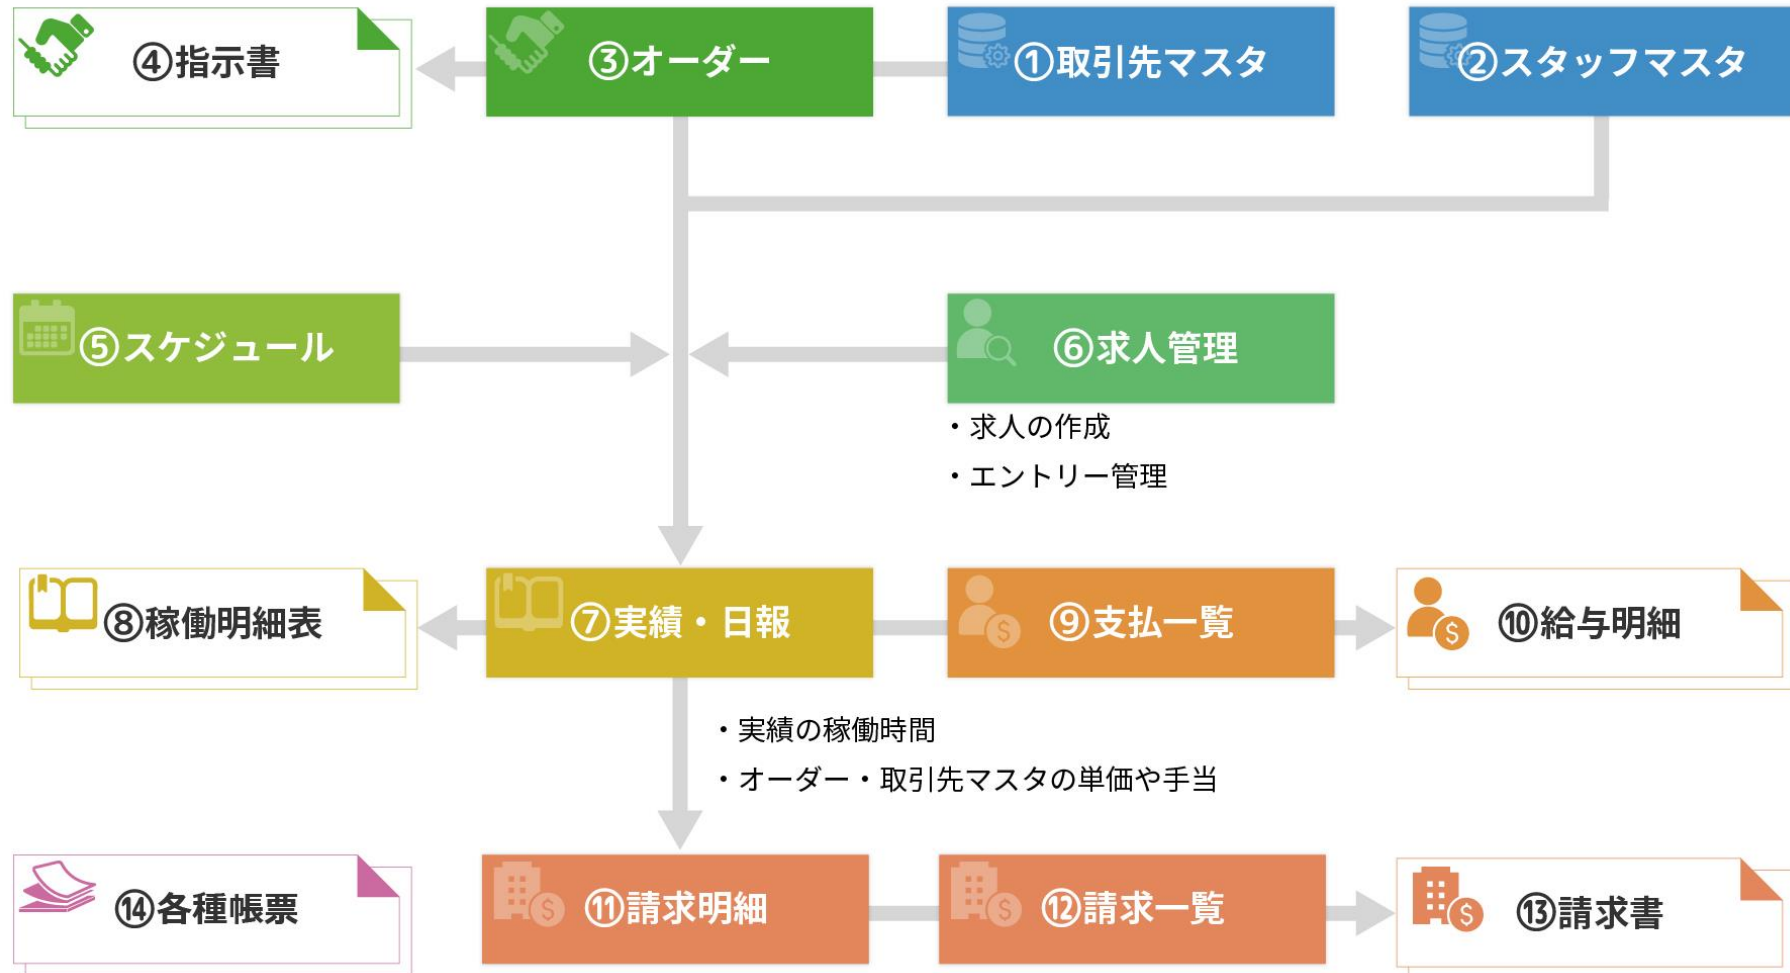 ④指示書
③オーダー
①取引先マスタ
②スタッフマスタ
⑤スケジュール
⑥求人管理
・求人の作成
・エントリー管理
⑧稼働明細表
⑦実績・日報
⑨支払一覧
⑩給与明細
・実績の稼働時間
・オーダー・取引先マスタの単価や手当
⑭各種帳票
⑪請求明細
⑫請求一覧
⑬請求書